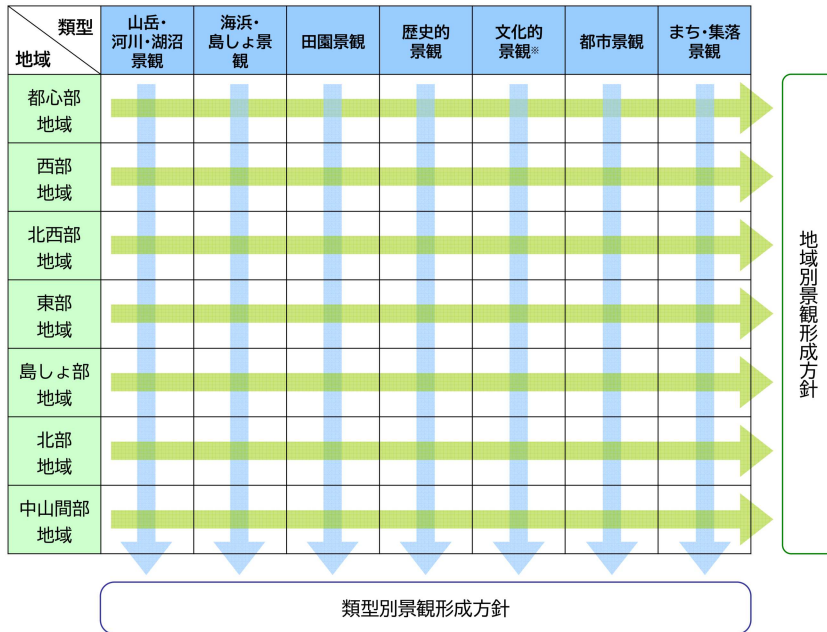 類型
地域
山岳・
河川・湖沼
景観
海浜・
島しょ景
観
田園景観
歴史的
景観
文化的
景観※
都市景観
まち・集落
景観
都心部
地域
西部
地域
北西部
地域
東部
地域
島しょ部
地域
北部
地域
中山間部
地域
地域別景観形成方針
類型別景観形成方針